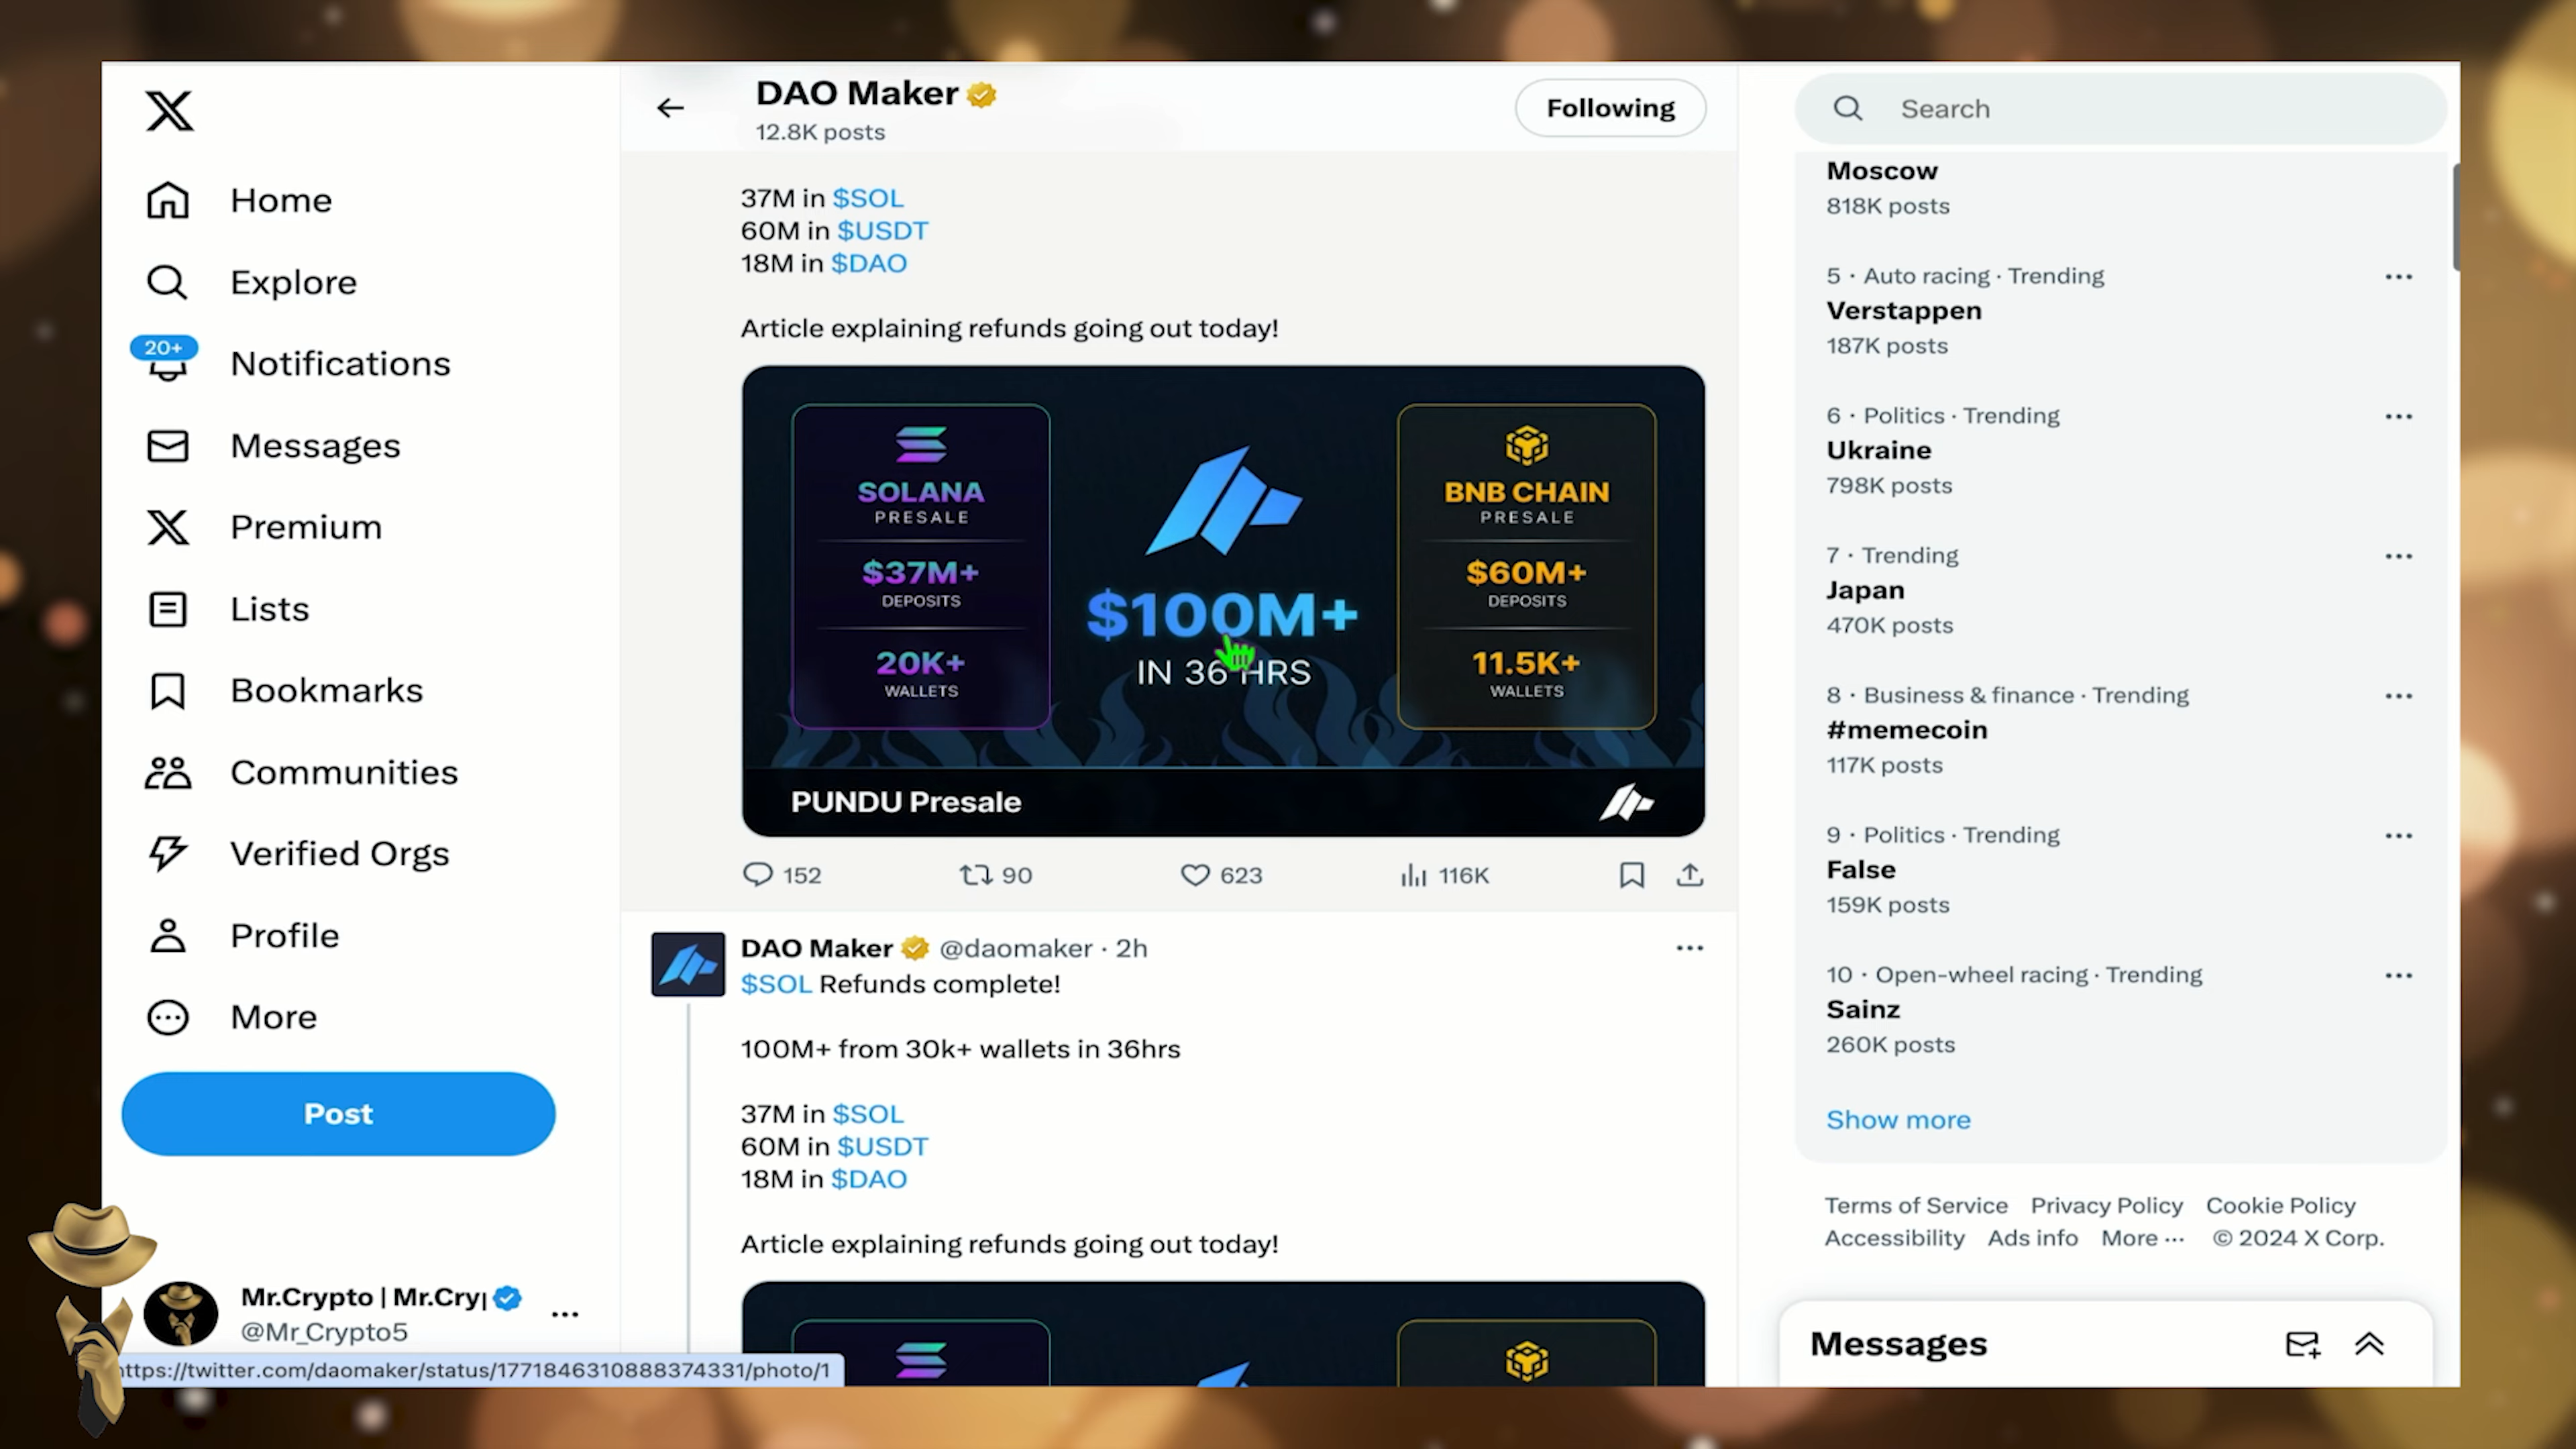 Home
Explore
20+
Notifications
Messages
Premium
Lists
Bookmarks
Communities
Verified Orgs
Profile
More
Post
Mr.Crypto | Mr.Cry
@Mr_Crypto5
https://twitter.com/daomaker/status/1771846310888374331/photo/1
DAO Maker
12.8K posts
Following
37M in $SOL
60M in $USDT
18M in $DAO
Article explaining refunds going out today!
SOLANA
PRESALE
$37M+
DEPOSITS
20K+
WALLETS
$100M+
IN 36 HRS
BNB CHAIN
PRESALE
$60M+
DEPOSITS
11.5K+
WALLETS
PUNDU Presale
152 90 623 116K
DAO Maker @daomaker · 2h
$SOL Refunds complete!
100M+ from 30k+ wallets in 36hrs
37M in $SOL
60M in $USDT
18M in $DAO
Article explaining refunds going out today!
Search
Moscow
818K posts
5 · Auto racing · Trending
Verstappen
187K posts
6 · Politics · Trending
Ukraine
798K posts
7 · Trending
Japan
470K posts
8 · Business & finance · Trending
#memecoin
117K posts
9 · Politics · Trending
False
159K posts
10 · Open-wheel racing · Trending
Sainz
260K posts
Show more
Terms of Service Privacy Policy Cookie Policy
Accessibility Ads info More ··· © 2024 X Corp.
Messages